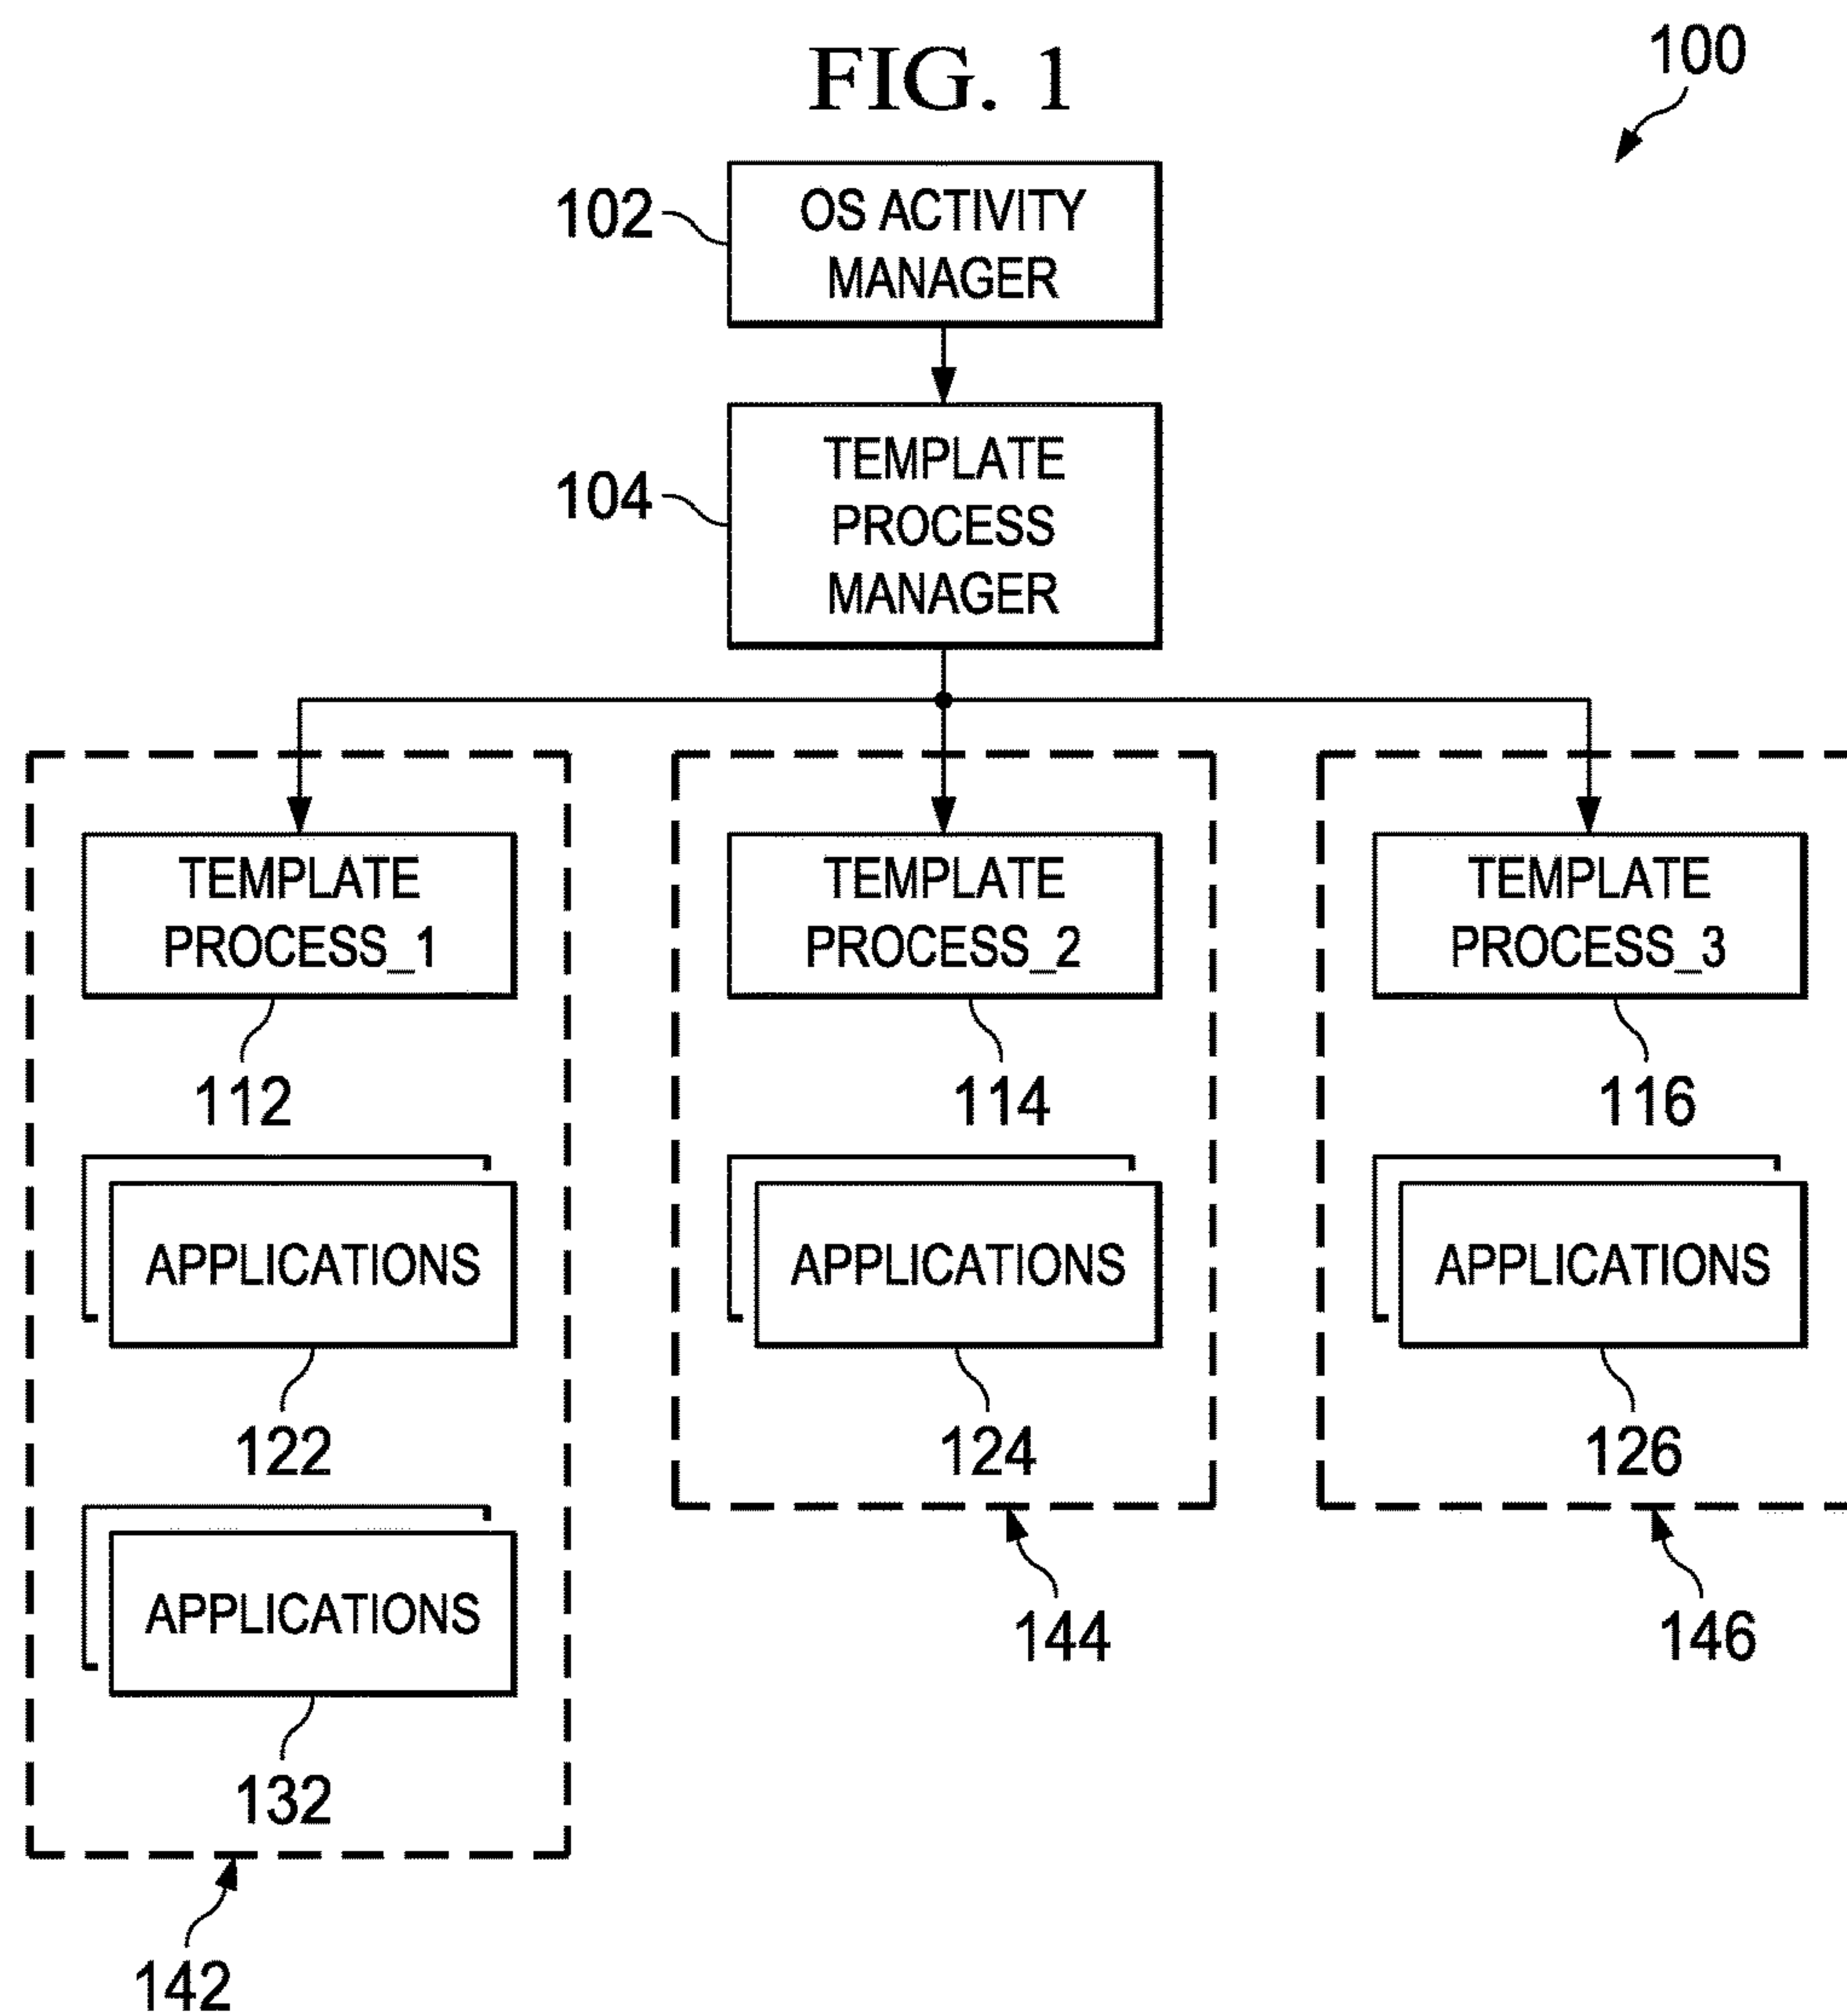 FIG. 1
100
102
OS ACTIVITY
MANAGER
104
TEMPLATE
PROCESS
MANAGER
TEMPLATE
PROCESS_1
112
APPLICATIONS
122
APPLICATIONS
132
142
TEMPLATE
PROCESS_2
114
APPLICATIONS
124
144
TEMPLATE
PROCESS_3
116
APPLICATIONS
126
146